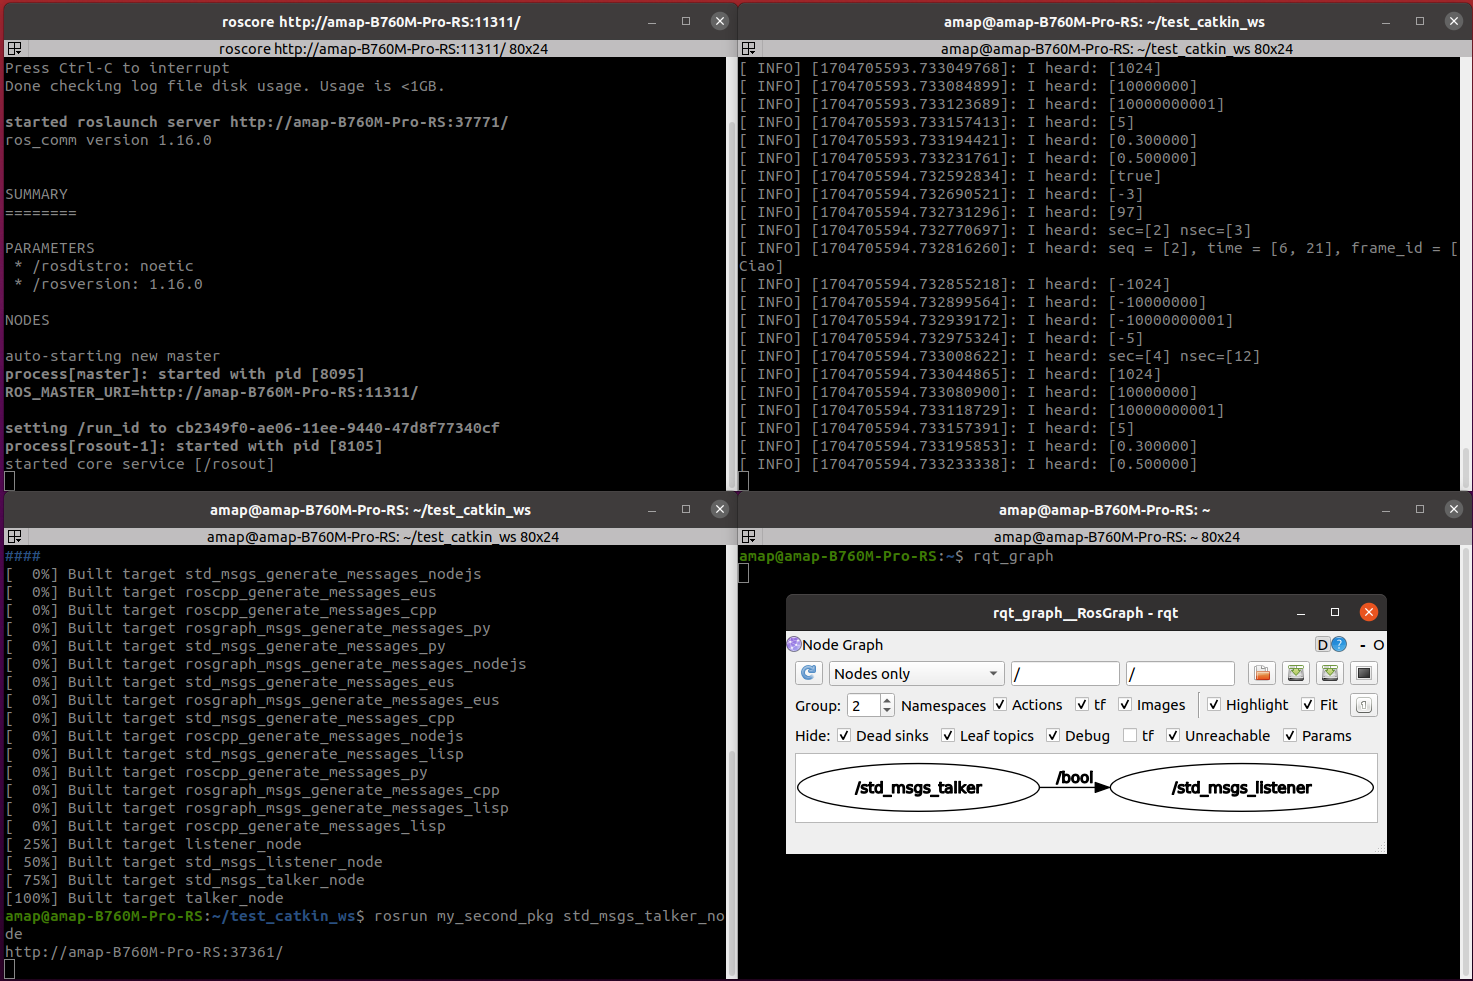 roscore http://amap-B760M-Pro-RS:11311/
roscore http://amap-B760M-Pro-RS:11311/ 80x24
Press Ctrl-C to interrupt
Done checking log file disk usage. Usage is <1GB.
started roslaunch server http://amap-B760M-Pro-RS:37771/
ros_comm version 1.16.0
SUMMARY
========
PARAMETERS
 * /rosdistro: noetic
 * /rosversion: 1.16.0
NODES
auto-starting new master
process[master]: started with pid [8095]
ROS_MASTER_URI=http://amap-B760M-Pro-RS:11311/
setting /run_id to cb2349f0-ae06-11ee-9440-47d8f77340cf
process[rosout-1]: started with pid [8105]
started core service [/rosout]
amap@amap-B760M-Pro-RS: ~/test_catkin_ws
amap@amap-B760M-Pro-RS: ~/test_catkin_ws 80x24
[ INFO] [1704705593.733049768]: I heard: [1024]
[ INFO] [1704705593.733084899]: I heard: [10000000]
[ INFO] [1704705593.733123689]: I heard: [10000000001]
[ INFO] [1704705593.733157413]: I heard: [5]
[ INFO] [1704705593.733194421]: I heard: [0.300000]
[ INFO] [1704705593.733231761]: I heard: [0.500000]
[ INFO] [1704705594.732592834]: I heard: [true]
[ INFO] [1704705594.732690521]: I heard: [-3]
[ INFO] [1704705594.732731296]: I heard: [97]
[ INFO] [1704705594.732770697]: I heard: sec=[2] nsec=[3]
[ INFO] [1704705594.732816260]: I heard: seq = [2], time = [6, 21], frame_id = [
Ciao]
[ INFO] [1704705594.732855218]: I heard: [-1024]
[ INFO] [1704705594.732899564]: I heard: [-10000000]
[ INFO] [1704705594.732939172]: I heard: [-10000000001]
[ INFO] [1704705594.732975324]: I heard: [-5]
[ INFO] [1704705594.733008622]: I heard: sec=[4] nsec=[12]
[ INFO] [1704705594.733044865]: I heard: [1024]
[ INFO] [1704705594.733080900]: I heard: [10000000]
[ INFO] [1704705594.733118729]: I heard: [10000000001]
[ INFO] [1704705594.733157391]: I heard: [5]
[ INFO] [1704705594.733195853]: I heard: [0.300000]
[ INFO] [1704705594.733233338]: I heard: [0.500000]
amap@amap-B760M-Pro-RS: ~/test_catkin_ws
amap@amap-B760M-Pro-RS: ~/test_catkin_ws 80x24
####
[  0%] Built target std_msgs_generate_messages_nodejs
[  0%] Built target roscpp_generate_messages_eus
[  0%] Built target roscpp_generate_messages_cpp
[  0%] Built target rosgraph_msgs_generate_messages_py
[  0%] Built target std_msgs_generate_messages_py
[  0%] Built target rosgraph_msgs_generate_messages_nodejs
[  0%] Built target std_msgs_generate_messages_eus
[  0%] Built target rosgraph_msgs_generate_messages_eus
[  0%] Built target std_msgs_generate_messages_cpp
[  0%] Built target roscpp_generate_messages_nodejs
[  0%] Built target std_msgs_generate_messages_lisp
[  0%] Built target roscpp_generate_messages_py
[  0%] Built target rosgraph_msgs_generate_messages_cpp
[  0%] Built target rosgraph_msgs_generate_messages_lisp
[  0%] Built target roscpp_generate_messages_lisp
[ 25%] Built target listener_node
[ 50%] Built target std_msgs_listener_node
[ 75%] Built target std_msgs_talker_node
[100%] Built target talker_node
amap@amap-B760M-Pro-RS:~/test_catkin_ws$ rosrun my_second_pkg std_msgs_talker_no
de
http://amap-B760M-Pro-RS:37361/
amap@amap-B760M-Pro-RS: ~
amap@amap-B760M-Pro-RS: ~ 80x24
amap@amap-B760M-Pro-RS:~$ rqt_graph
rqt_graph__RosGraph - rqt
Node Graph D ? - O
Nodes only / /
Group: 2 Namespaces Actions tf Images Highlight Fit
Hide: Dead sinks Leaf topics Debug tf Unreachable Params
/std_msgs_talker /bool /std_msgs_listener